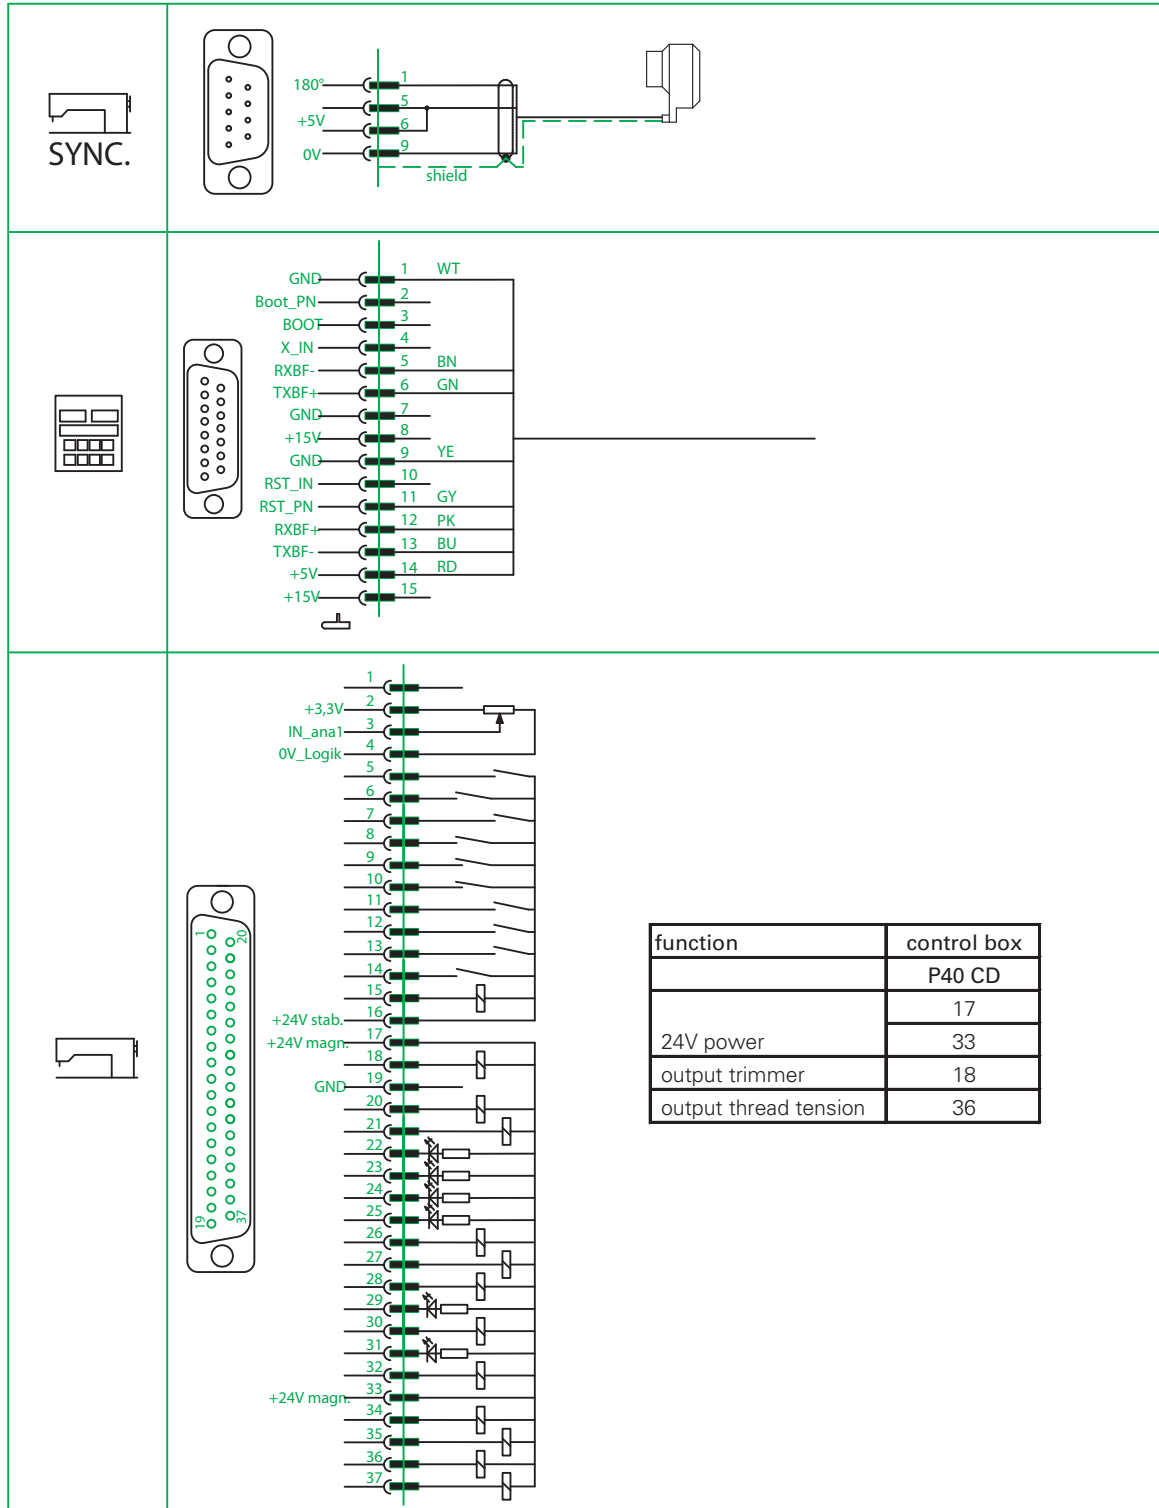 SYNC.
180° 1
5
+5V 6
0V 9
shield
GND 1 WT
Boot_PN 2
BOOT 3
X_IN 4
RXBF- 5 BN
TXBF+ 6 GN
GND 7
+15V 8
GND 9 YE
RST_IN 10
RST_PN 11 GY
RXBF+ 12 PK
TXBF- 13 BU
+5V 14 RD
+15V 15
1
+3,3V 2
IN_ana1 3
0V_Logik 4
5
6
7
8
9
10
11
12
13
14
15
+24V stab. 16
+24V magn. 17
18
GND 19
20
21
22
23
24
25
26
27
28
29
30
31
32
+24V magn. 33
34
35
36
37
1 20
19 37
function control box
P40 CD
17
24V power 33
output trimmer 18
output thread tension 36